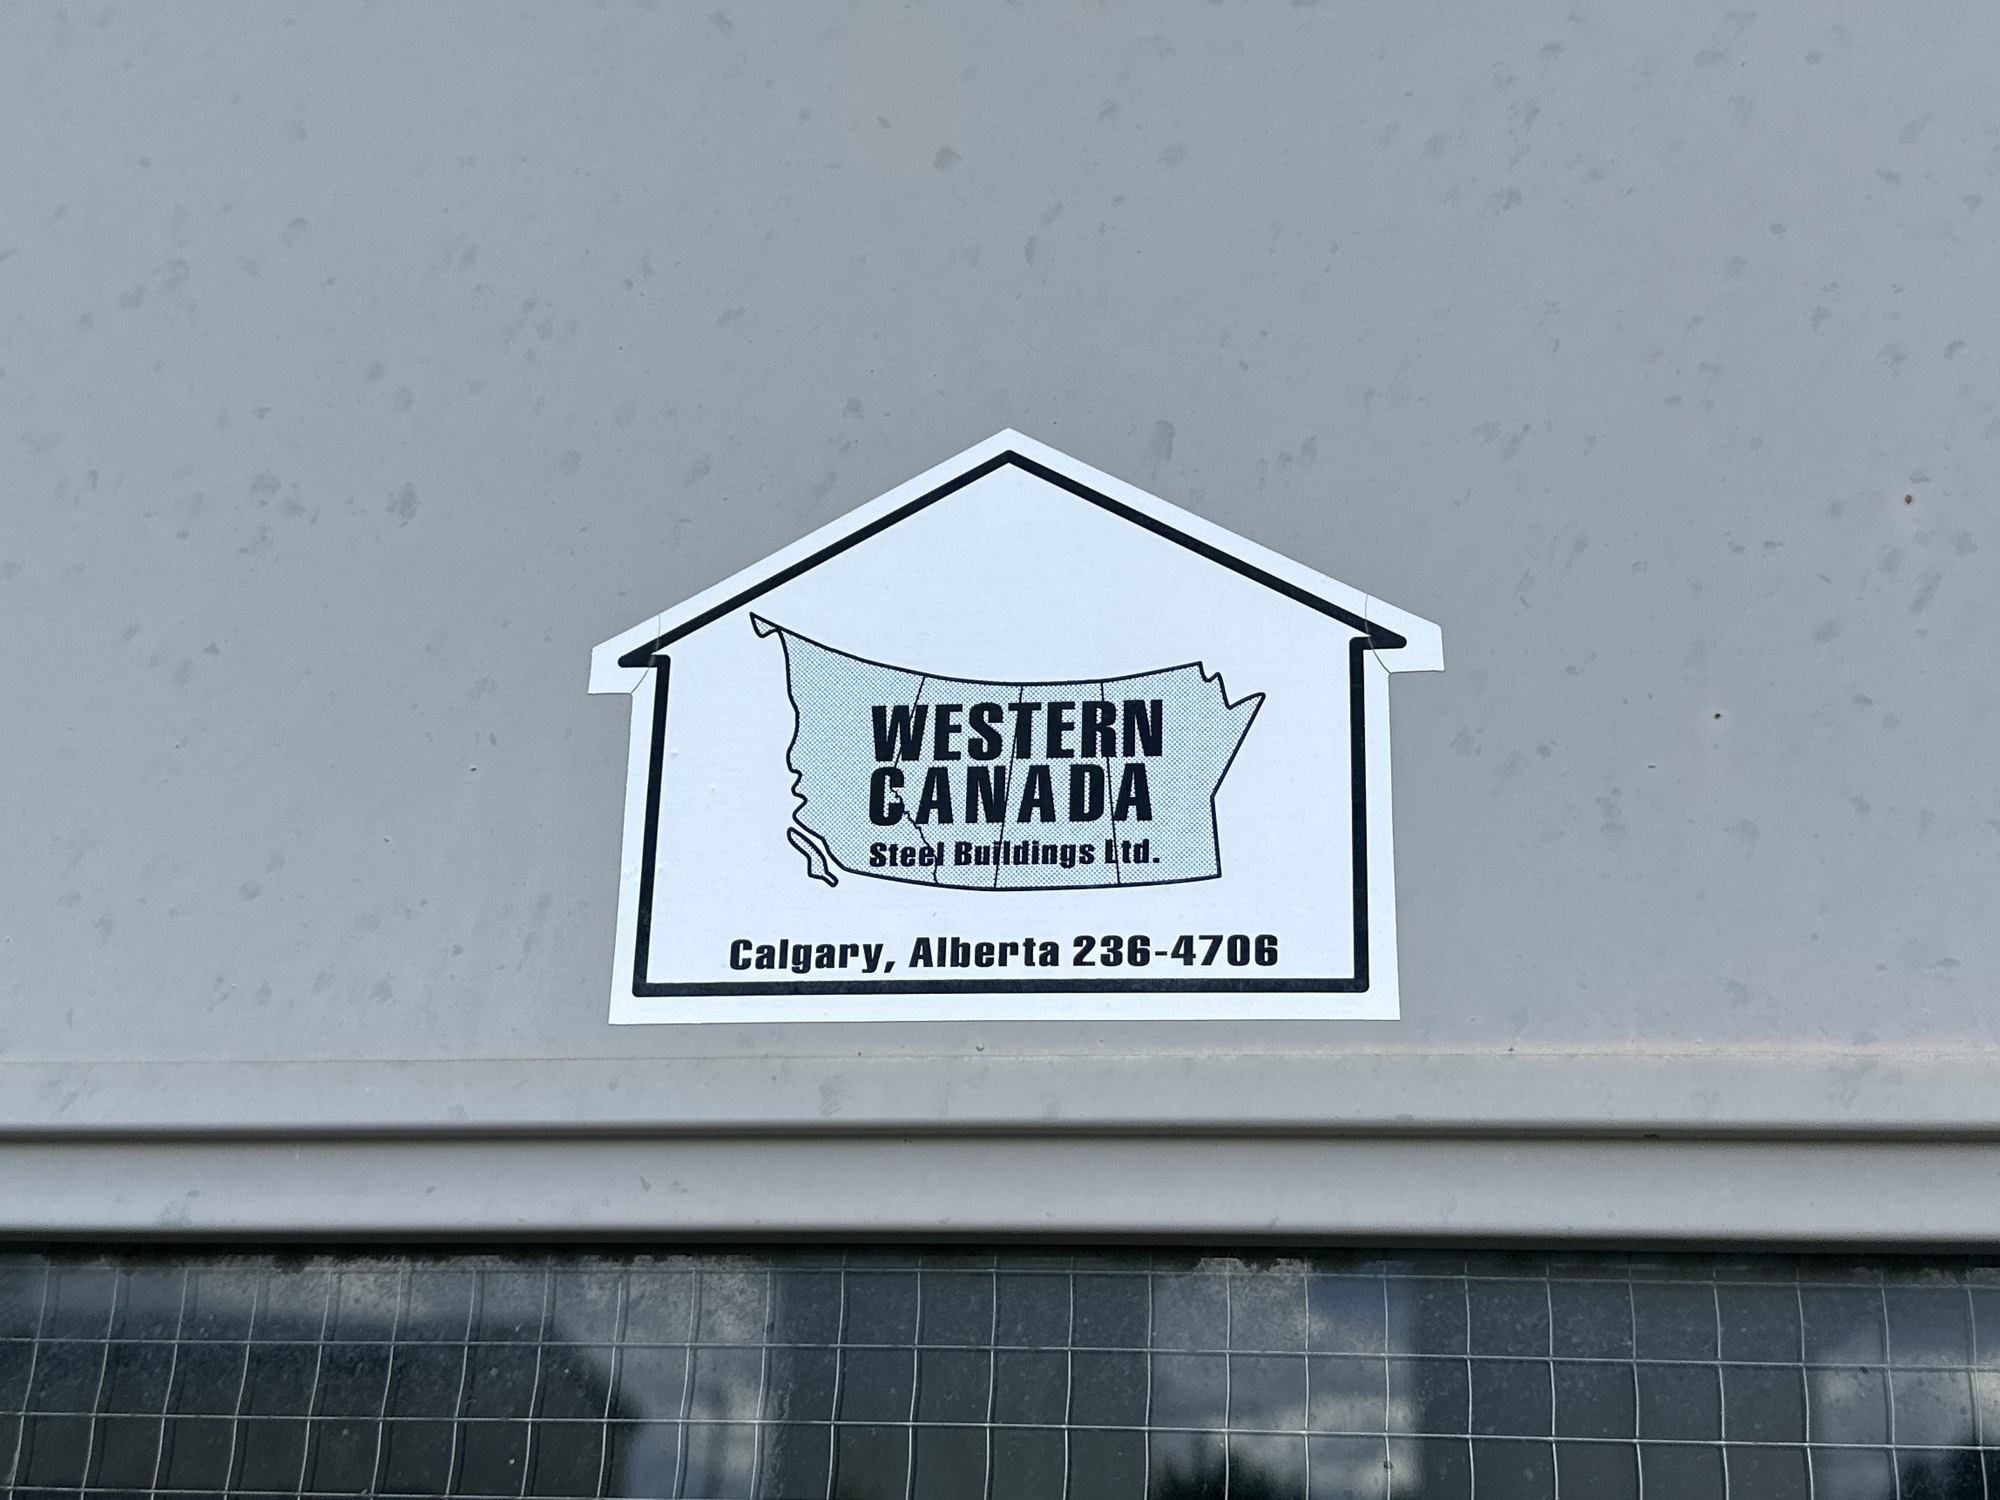 WESTERN
CANADA
Steel Buildings Ltd.
Calgary, Alberta 236-4706